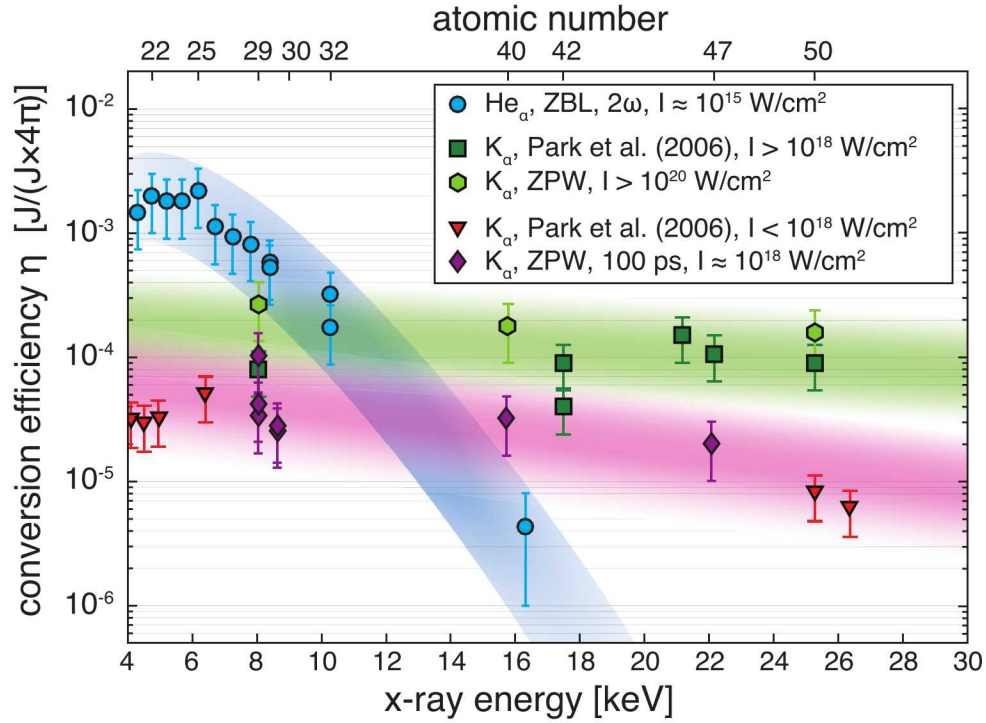 atomic number
22 25 29 30 32 40 42 47 50
conversion efficiency η [J/(J×4π)]
10⁻²
10⁻³
10⁻⁴
10⁻⁵
10⁻⁶
Heα, ZBL, 2ω, I ≈ 10¹⁵ W/cm²
Kα, Park et al. (2006), I > 10¹⁸ W/cm²
Kα, ZPW, I > 10²⁰ W/cm²
Kα, Park et al. (2006), I < 10¹⁸ W/cm²
Kα, ZPW, 100 ps, I ≈ 10¹⁸ W/cm²
4 6 8 10 12 14 16 18 20 22 24 26 28 30
x-ray energy [keV]